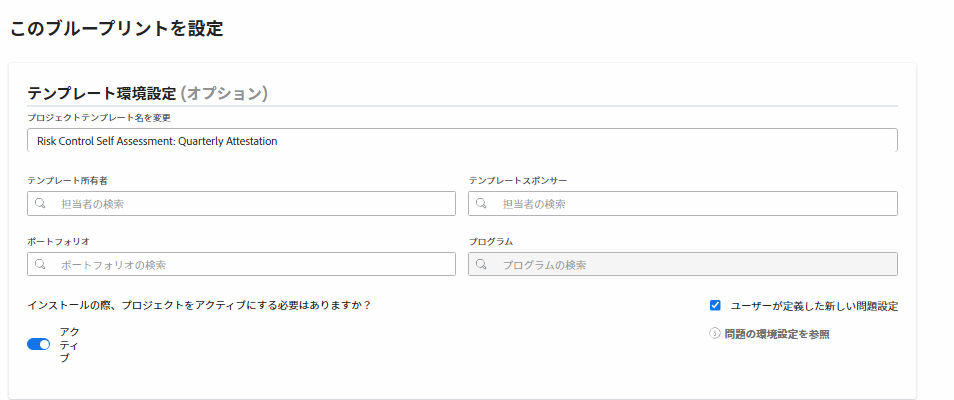 このブループリントを設定
テンプレート環境設定 (オプション)
プロジェクトテンプレート名を変更
Risk Control Self Assessment: Quarterly Attestation
テンプレート所有者
テンプレートスポンサー
担当者の検索
担当者の検索
ポートフォリオ
プログラム
ポートフォリオの検索
プログラムの検索
インストールの際、プロジェクトをアクティブにする必要はありますか？
ユーザーが定義した新しい問題設定
アク
ティ
ブ
問題の環境設定を参照